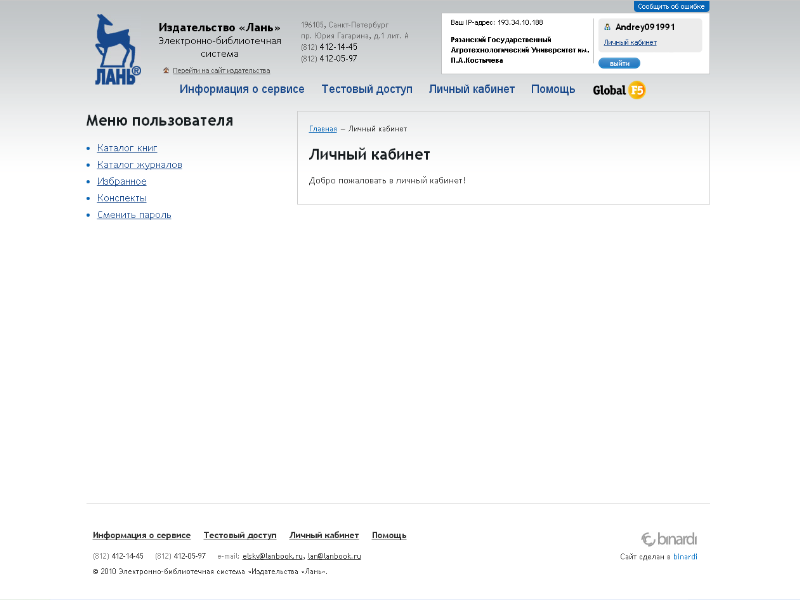 Сообщить об ошибке
ЛАНЬ®
Издательство «Лань»
Электронно-библиотечная
система
Перейти на сайт издательства
196105, Санкт-Петербург
пр. Юрия Гагарина, д.1 лит. А
(812) 412-14-45
(812) 412-05-97
Ваш IP-адрес: 193.34.10.188
Рязанский Государственный
Агротехнологический Университет им.
П.А.Костычева
Andrey091991
Личный кабинет
выйти
Информация о сервисе Тестовый доступ Личный кабинет Помощь Global F5
Меню пользователя
Каталог книг
Каталог журналов
Избранное
Конспекты
Сменить пароль
Главная — Личный кабинет
Личный кабинет
Добро пожаловать в личный кабинет!
Информация о сервисе Тестовый доступ Личный кабинет Помощь
(812) 412-14-45 (812) 412-05-97 e-mail: elsky@lanbook.ru, lan@lanbook.ru
© 2010 Электронно-библиотечная система «Издательства «Лань».
binardi
Сайт сделан в binardi